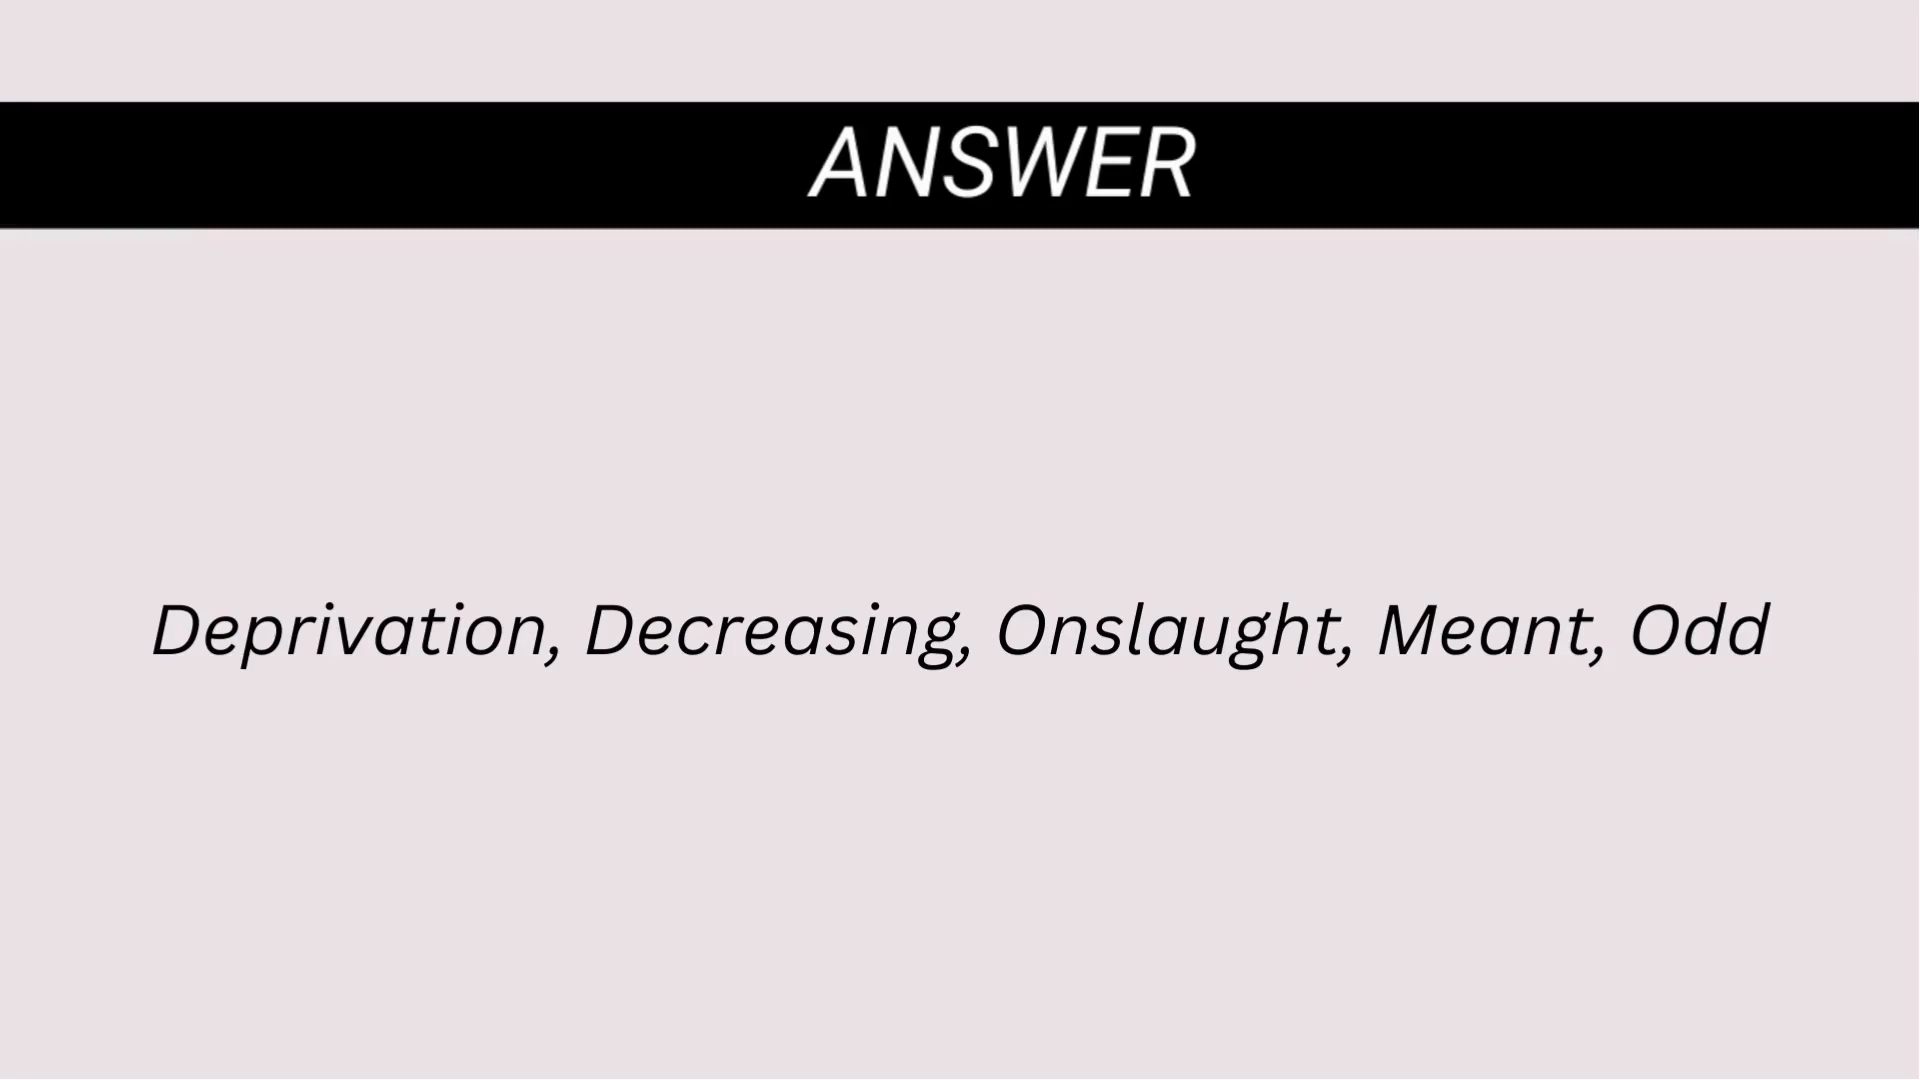 ANSWER
Deprivation, Decreasing, Onslaught, Meant, Odd